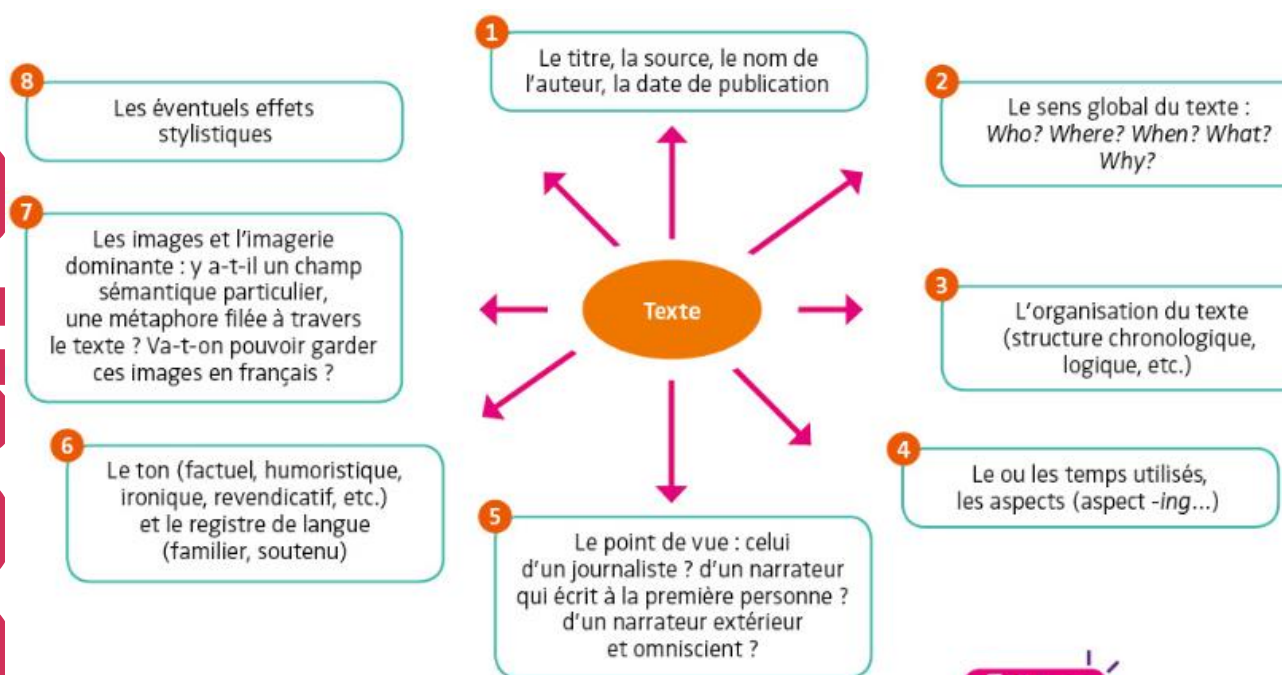 1
Le titre, la source, le nom de
l'auteur, la date de publication
2
Le sens global du texte :
Who? Where? When? What?
Why?
3
L'organisation du texte
(structure chronologique,
logique, etc.)
4
Le ou les temps utilisés,
les aspects (aspect -ing...)
5
Le point de vue : celui
d'un journaliste ? d'un narrateur
qui écrit à la première personne ?
d'un narrateur extérieur
et omniscient ?
6
Le ton (factuel, humoristique,
ironique, revendicatif, etc.)
et le registre de langue
(familier, soutenu)
7
Les images et l'imagerie
dominante : y a-t-il un champ
sémantique particulier,
une métaphore filée à travers
le texte ? Va-t-on pouvoir garder
ces images en français ?
8
Les éventuels effets
stylistiques
Texte